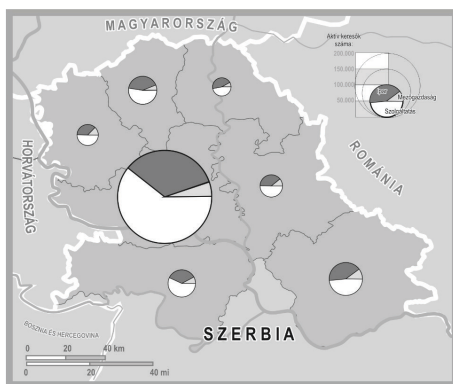 MAGYARORSZÁG
Aktív keresők
száma:
200.000
150.000
100.000
50.000
Ipar
Mezőgazdaság
Szolgáltatás
HORVÁTORSZÁG
ROMÁNIA
BOSZNIA ÉS HERCEGOVINA
SZERBIA
0 20 40 km
0 20 40 mi